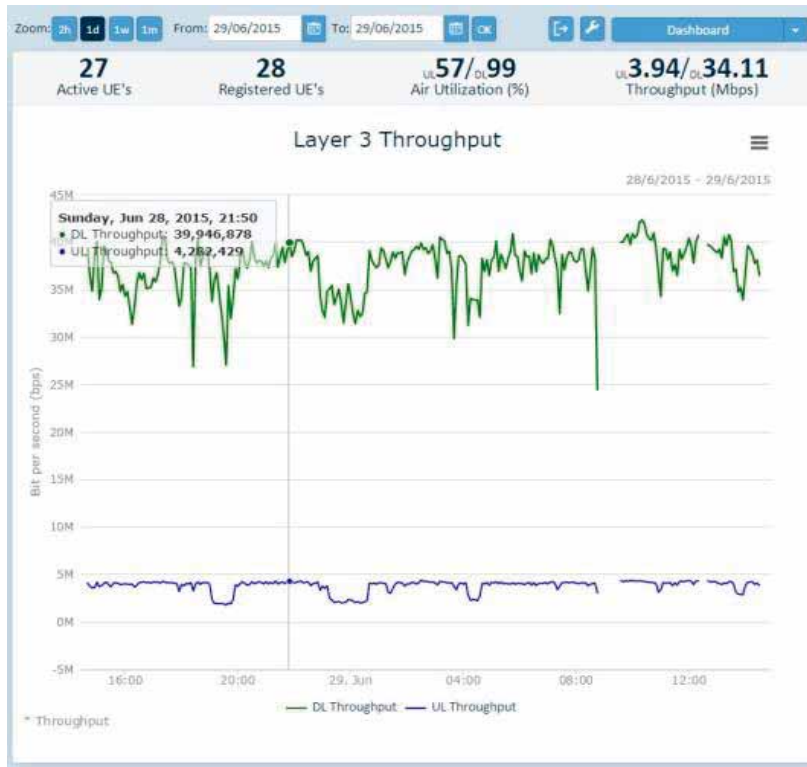 Zoom: 2h 1d 1w 1m From: 29/06/2015 To: 29/06/2015 OK Dashboard
27 28 UL57/DL99 UL3.94/DL34.11
Active UE's Registered UE's Air Utilization (%) Throughput (Mbps)
Layer 3 Throughput
28/6/2015 - 29/6/2015
45M
Sunday, Jun 28, 2015, 21:50
• DL Throughput: 39,946,878
• UL Throughput: 4,282,429
40M
35M
30M
25M
20M
15M
10M
5M
0M
-5M
Bit per second (bps)
16:00 20:00 29. Jun 04:00 08:00 12:00
DL Throughput UL Throughput
* Throughput